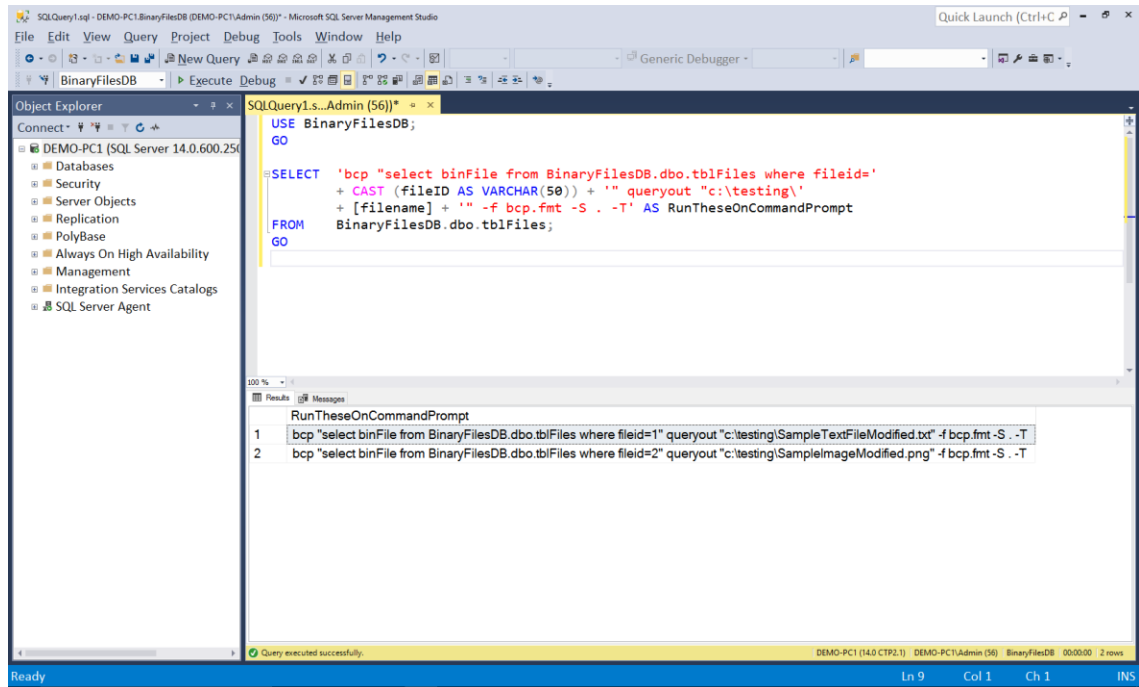 SQLQuery1.sql - DEMO-PC1.BinaryFilesDB (DEMO-PC1\Admin (56))* - Microsoft SQL Server Management Studio
Quick Launch (Ctrl+C
File Edit View Query Project Debug Tools Window Help
New Query
Generic Debugger
BinaryFilesDB
Execute Debug
Object Explorer
SQLQuery1.s...Admin (56))*
Connect
DEMO-PC1 (SQL Server 14.0.600.250
Databases
Security
Server Objects
Replication
PolyBase
Always On High Availability
Management
Integration Services Catalogs
SQL Server Agent
USE BinaryFilesDB;
GO
SELECT 'bcp "select binFile from BinaryFilesDB.dbo.tblFiles where fileid='
+ CAST (fileID AS VARCHAR(50)) + '" queryout "c:\testing\'
+ [filename] + '" -f bcp.fmt -S . -T' AS RunTheseOnCommandPrompt
FROM BinaryFilesDB.dbo.tblFiles;
GO
100 %
Results Messages
RunTheseOnCommandPrompt
1 bcp "select binFile from BinaryFilesDB.dbo.tblFiles where fileid=1" queryout "c:\testing\SampleTextFileModified.txt" -f bcp.fmt -S . -T
2 bcp "select binFile from BinaryFilesDB.dbo.tblFiles where fileid=2" queryout "c:\testing\SampleImageModified.png" -f bcp.fmt -S . -T
Query executed successfully.
DEMO-PC1 (14.0 CTP2.1) DEMO-PC1\Admin (56) BinaryFilesDB 00:00:00 2 rows
Ready
Ln 9 Col 1 Ch 1 INS